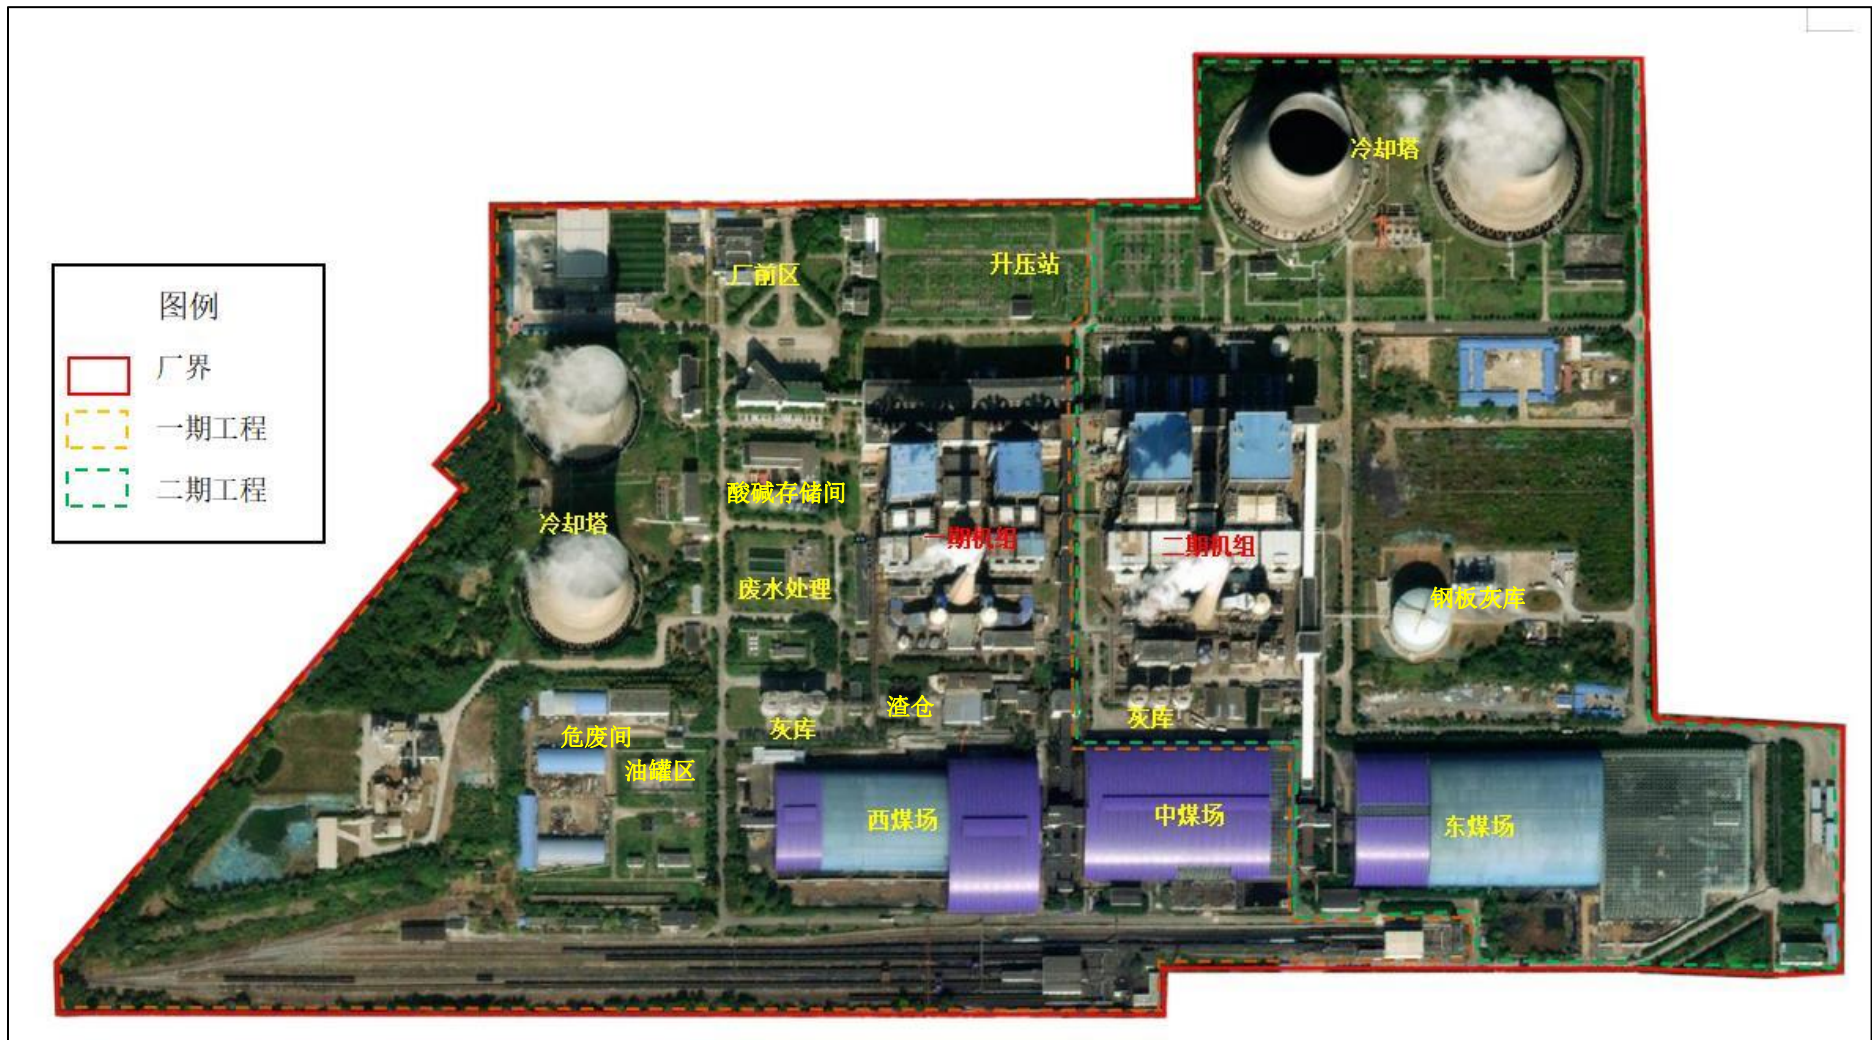 冷却塔
厂前区
升压站
图例
厂界
一期工程
二期工程
酸碱存储间
冷却塔
一期机组
二期机组
废水处理
钢板灰库
渣仓
灰库
灰库
危废间
油罐区
西煤场
中煤场
东煤场